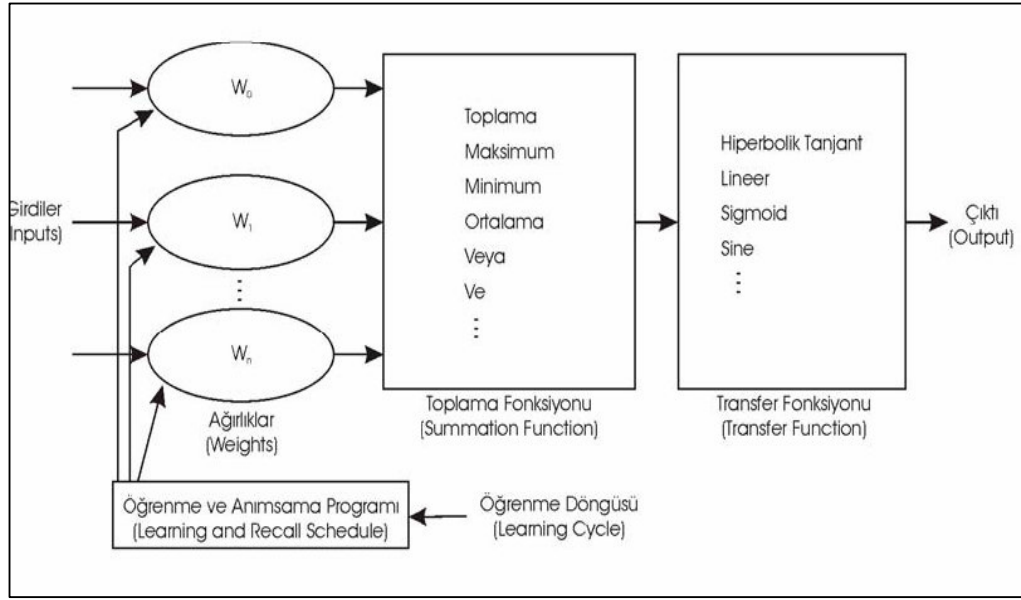 Girdiler
Inputs)
W₀
W₁
Wₙ
Ağırlıklar
(Weights)
Toplama
Maksimum
Minimum
Ortalama
Veya
Ve
Toplama Fonksiyonu
(Summation Function)
Hiperbolik Tanjant
Lineer
Sigmoid
Sine
Transfer Fonksiyonu
(Transfer Function)
Çıktı
(Output)
Öğrenme ve Anımsama Programı
(Learning and Recall Schedule)
Öğrenme Döngüsü
(Learning Cycle)